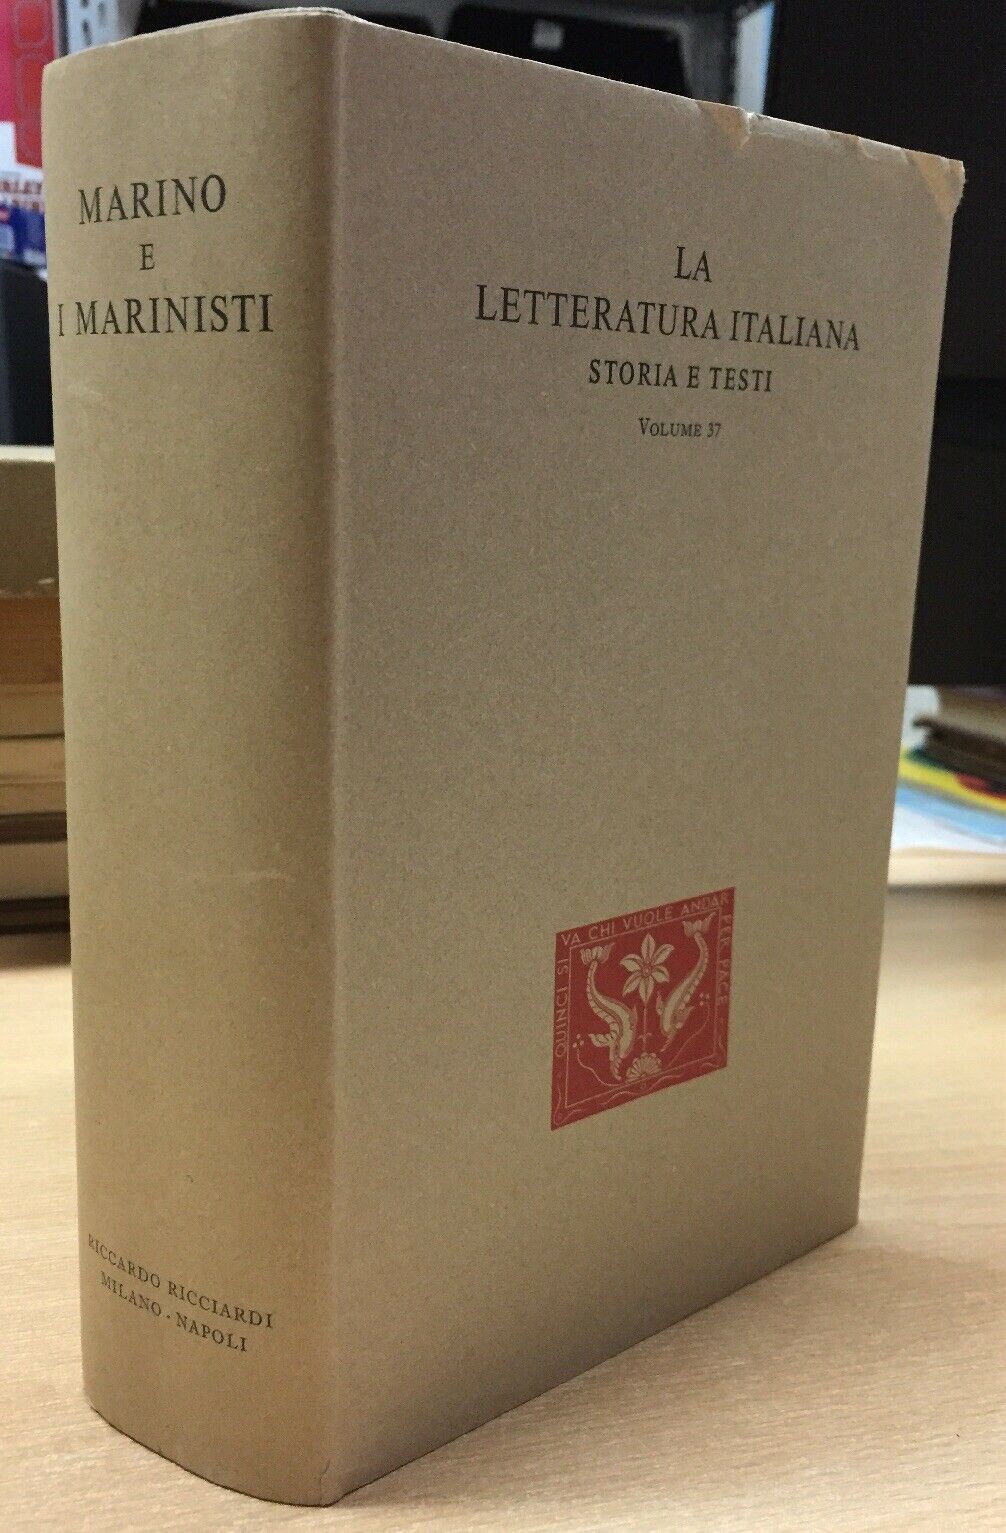 MARINO
E
I MARINISTI
RICCARDO RICCIARDI
MILANO - NAPOLI
LA
LETTERATURA ITALIANA
STORIA E TESTI
VOLUME 37
QUINCI SI
VA CHI VUOLE ANDAR
PER PACE